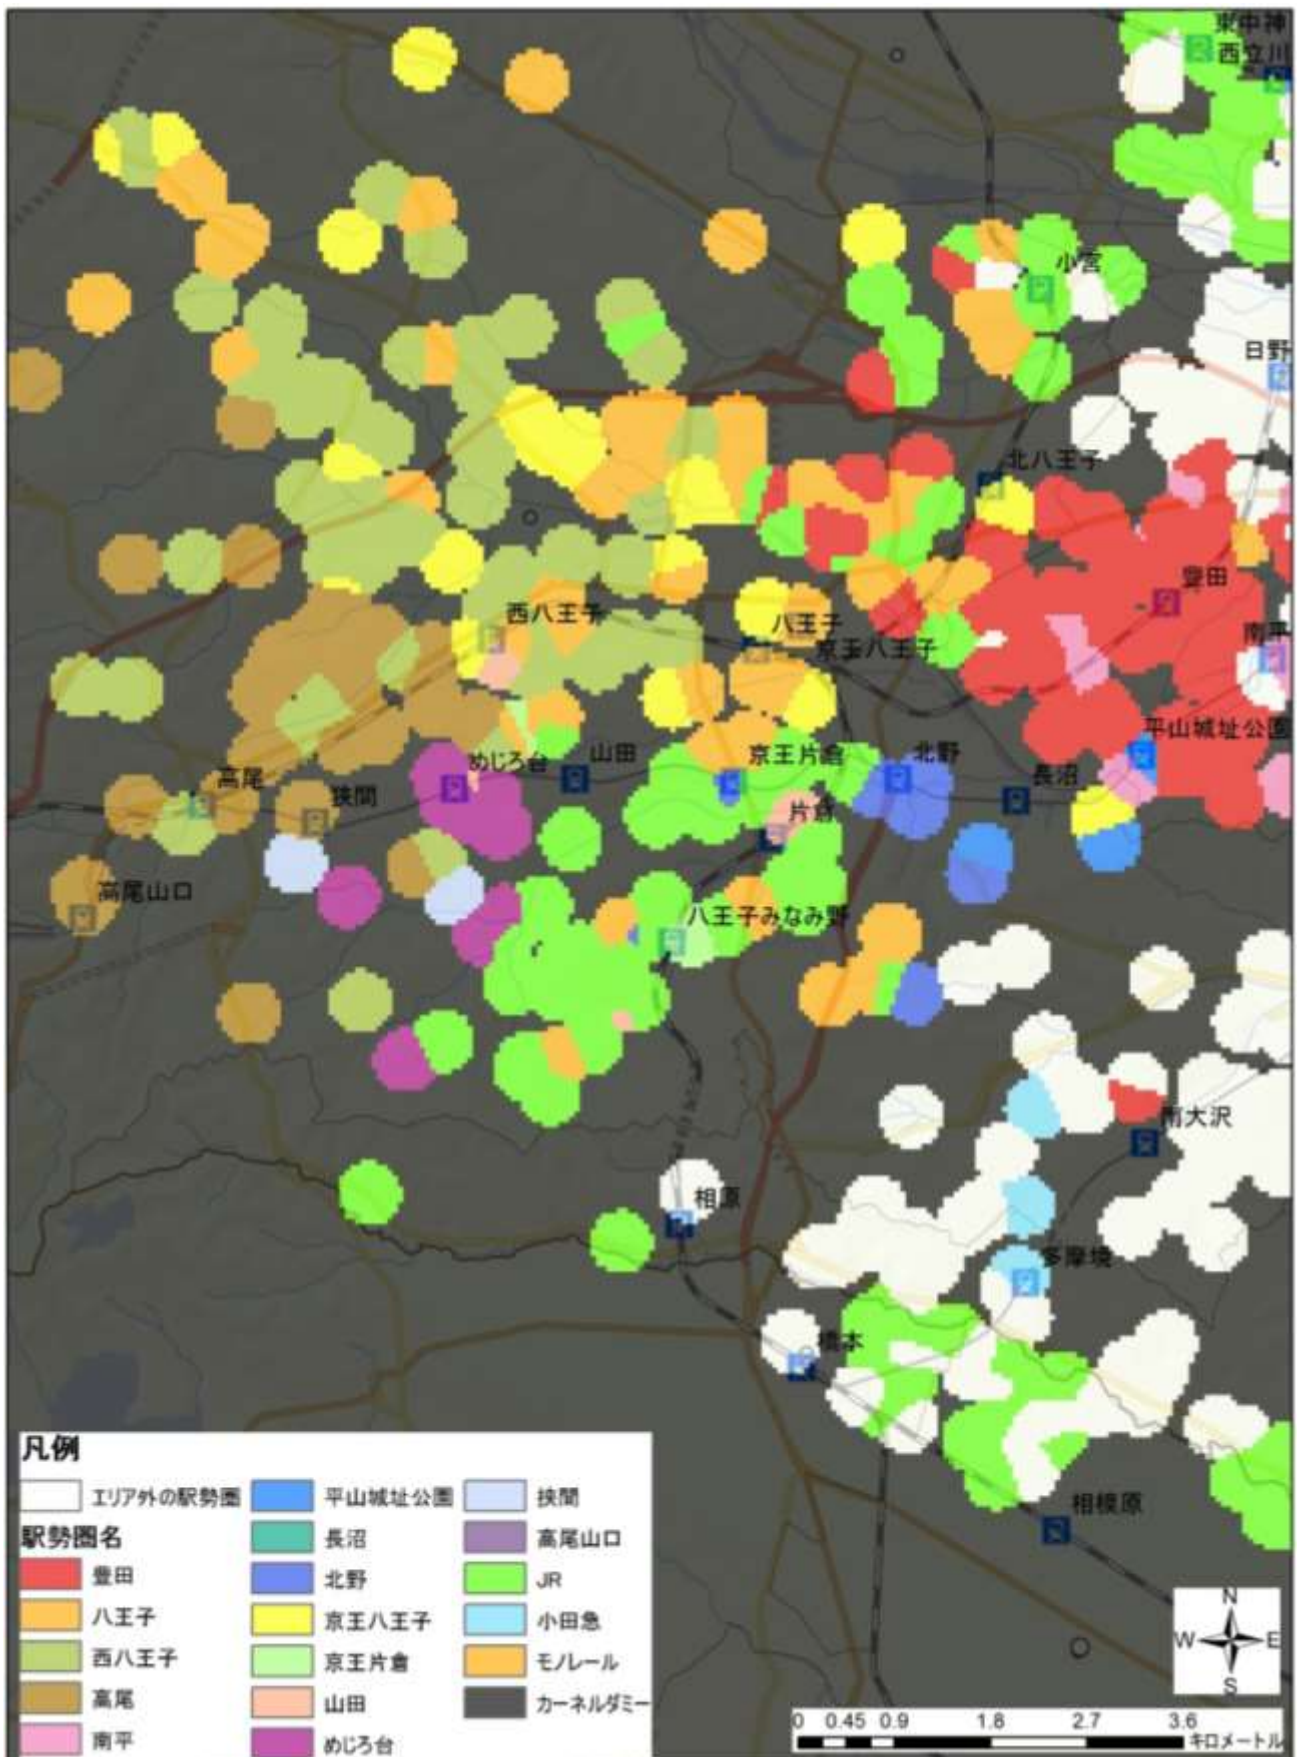 東中神
西立川
小宮
日野
北八王子
豊田
西八王子
八王子
京王八王子
南平
平山城址公園
めじろ台
山田
京王片倉
北野
長沼
高尾
狭間
片倉
高尾山口
八王子みなみ野
南大沢
相原
多摩境
橋本
相模原
凡例
エリア外の駅勢圏
駅勢圏名
豊田
八王子
西八王子
高尾
南平
平山城址公園
長沼
北野
京王八王子
京王片倉
山田
めじろ台
狭間
高尾山口
JR
小田急
モノレール
カーネルダミー
N
W E
S
0 0.45 0.9 1.8 2.7 3.6
キロメートル